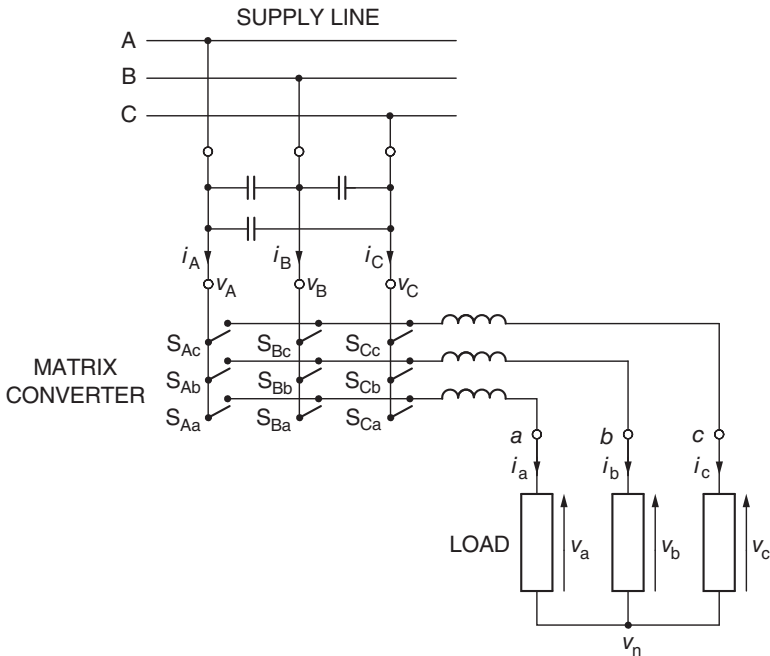 SUPPLY LINE
A
B
C
iA iB iC
vA vB vC
SAc SBc SCc
MATRIX CONVERTER
SAb SBb SCb
SAa SBa SCa
a b c
ia ib ic
LOAD
va vb vc
vn